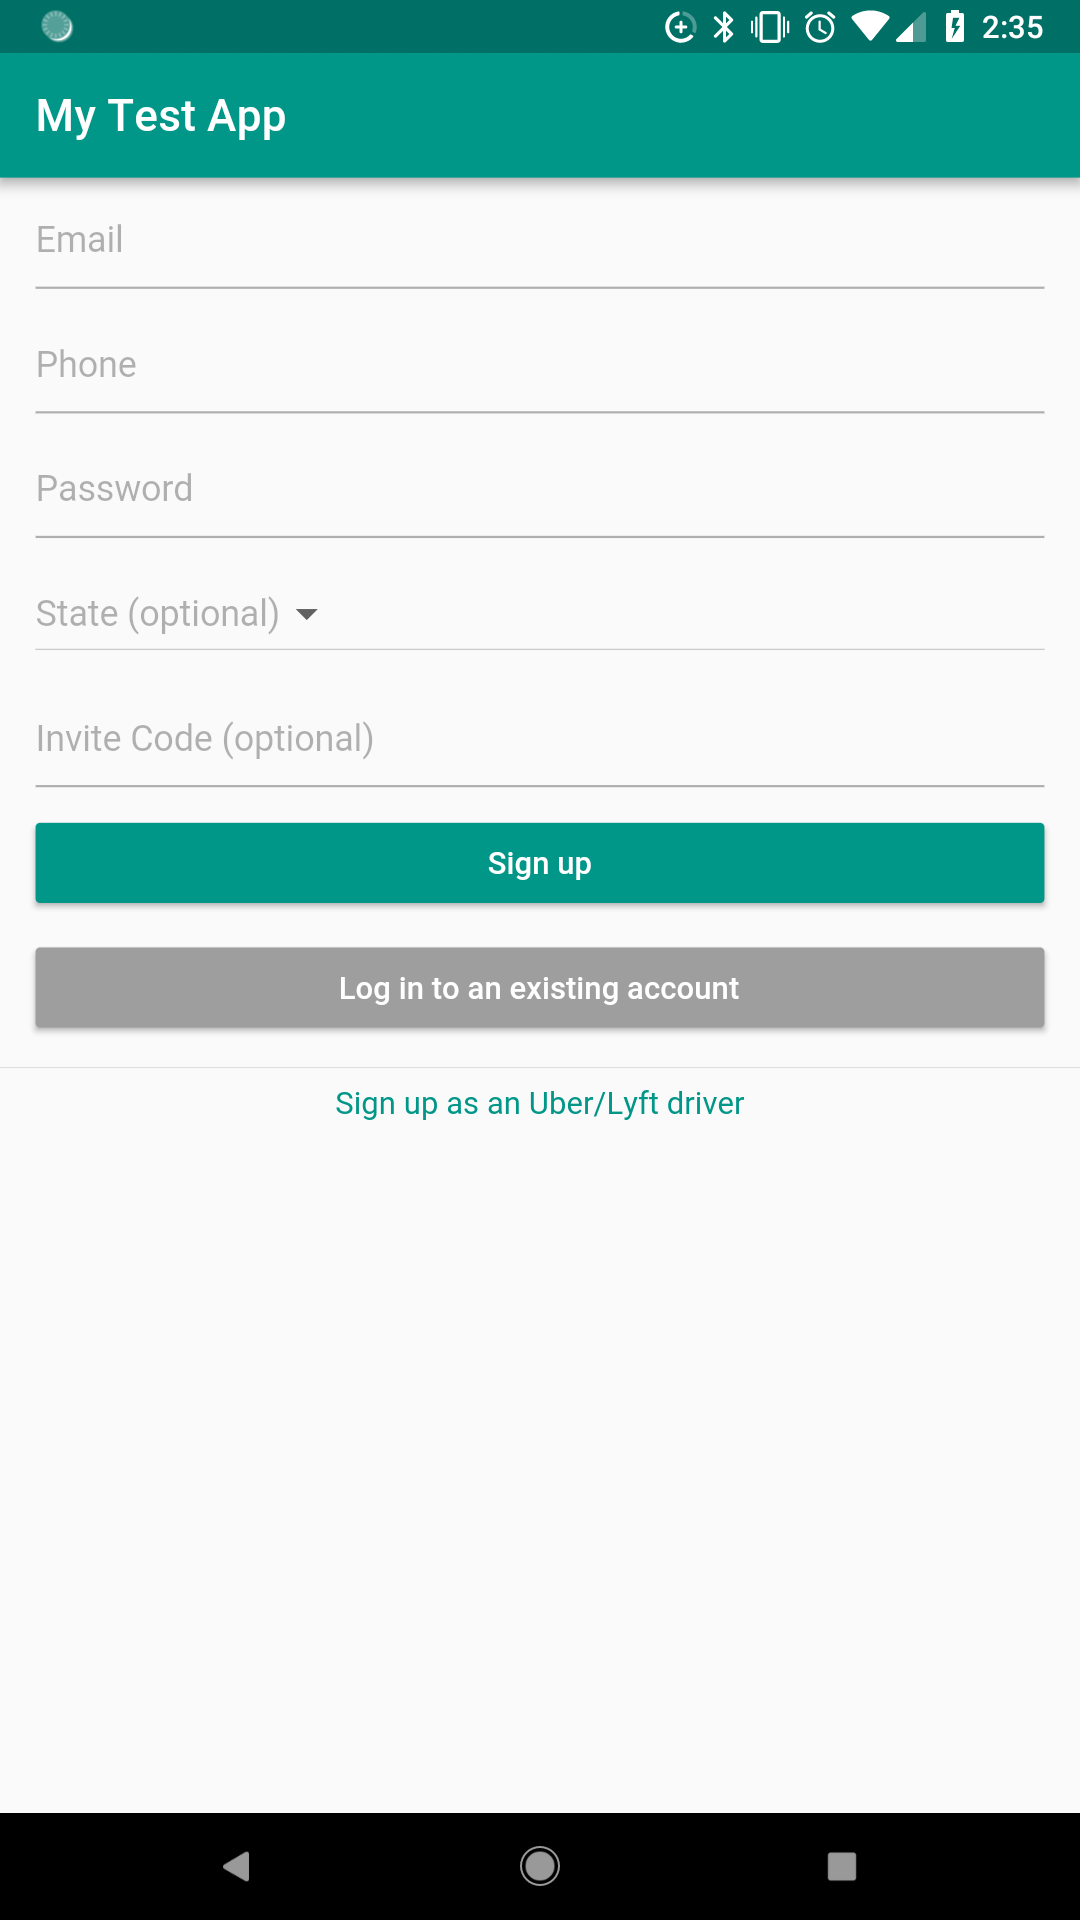 2:35
My Test App
Email
Phone
Password
State (optional)
Invite Code (optional)
Sign up
Log in to an existing account
Sign up as an Uber/Lyft driver